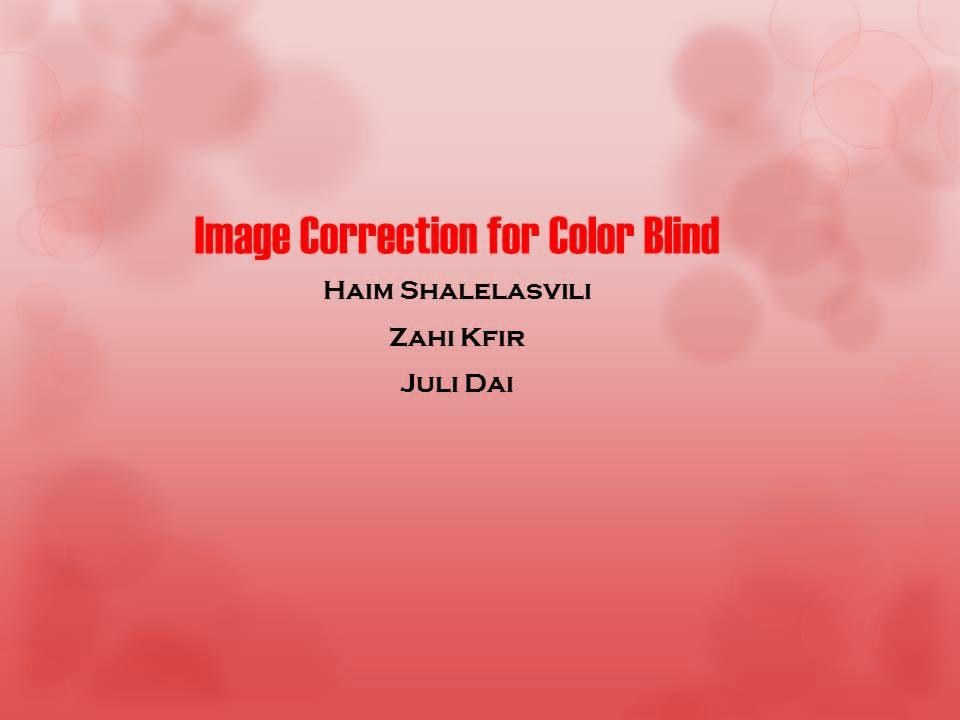 Image Correction for Color Blind
Haim Shalelasvili
Zahi Kfir
Juli Dai